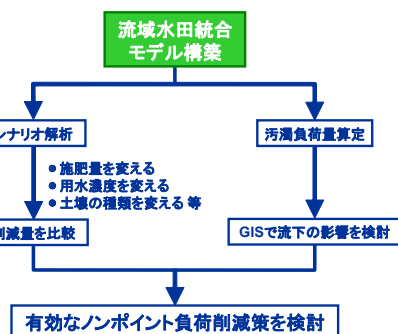 流域水田統合
モデル構築
ナリオ解析
汚濁負荷量算定
● 施肥量を変える
● 用水濃度を変える
● 土壌の種類を変える 等
削減量を比較
GISで流下の影響を検討
有効なノンポイント負荷削減策を検討